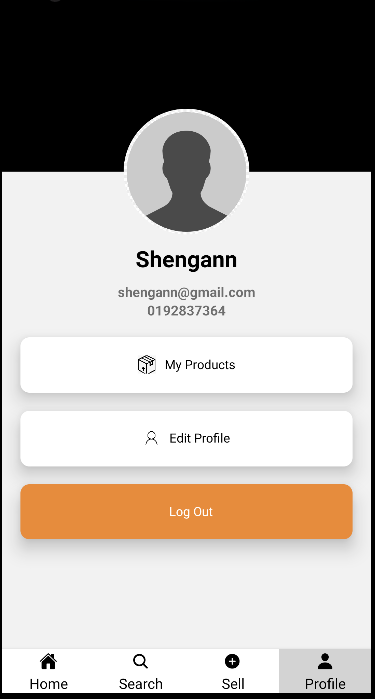 Shengann
shengann@gmail.com
0192837364
My Products
Edit Profile
Log Out
Home Search Sell Profile